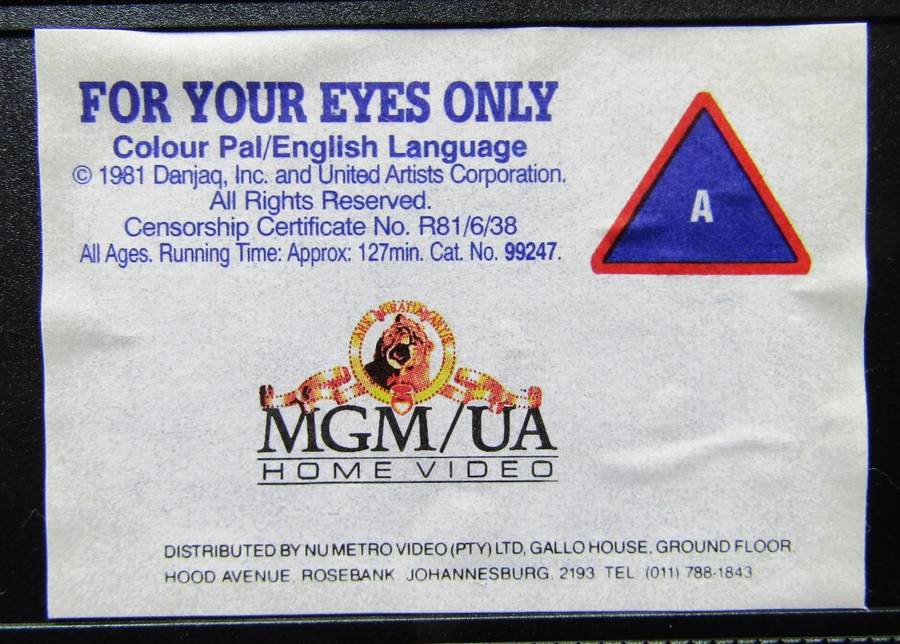 FOR YOUR EYES ONLY
Colour Pal/English Language
© 1981 Danjaq, Inc. and United Artists Corporation.
All Rights Reserved.
Censorship Certificate No. R81/6/38
All Ages. Running Time: Approx: 127min. Cat. No. 99247.
A
ARS GRATIA ARTIS
MGM/UA
HOME VIDEO
DISTRIBUTED BY NU METRO VIDEO (PTY) LTD, GALLO HOUSE, GROUND FLOOR,
HOOD AVENUE, ROSEBANK, JOHANNESBURG, 2193 TEL (011) 788-1843